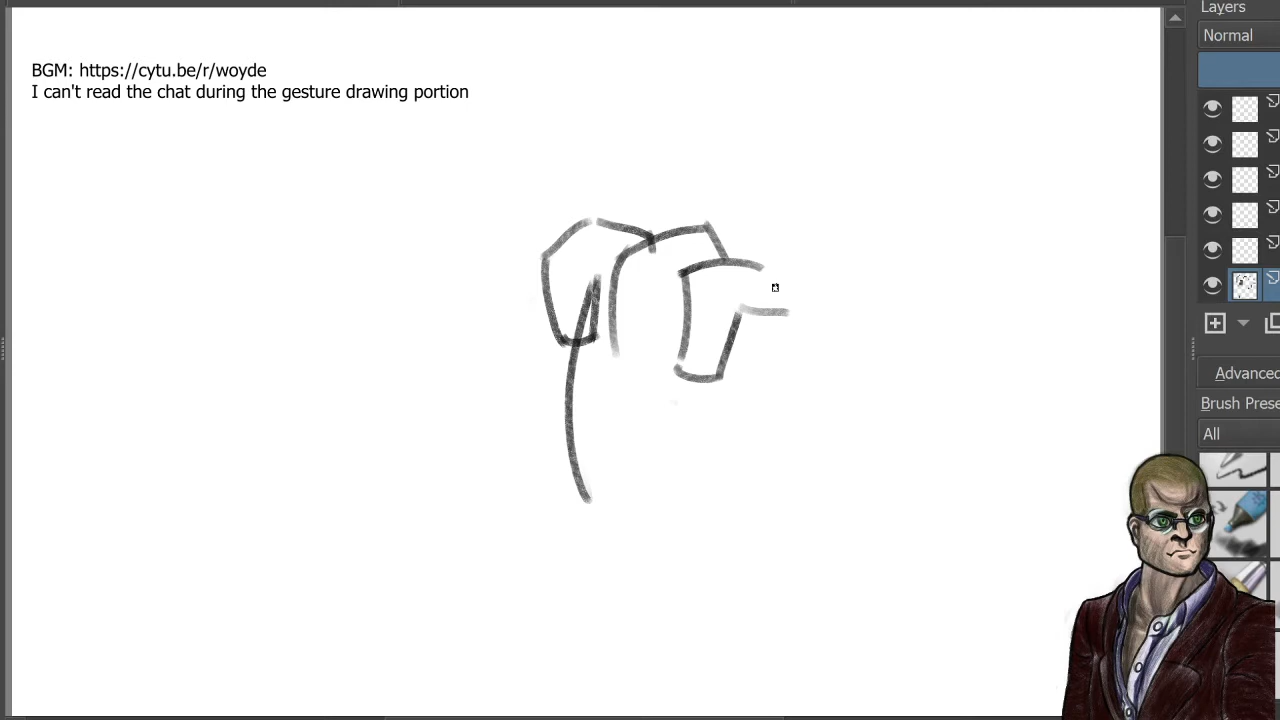 Layers
Normal
BGM: https://cytu.be/r/woyde
I can't read the chat during the gesture drawing portion
Advanced
Brush Prese
All